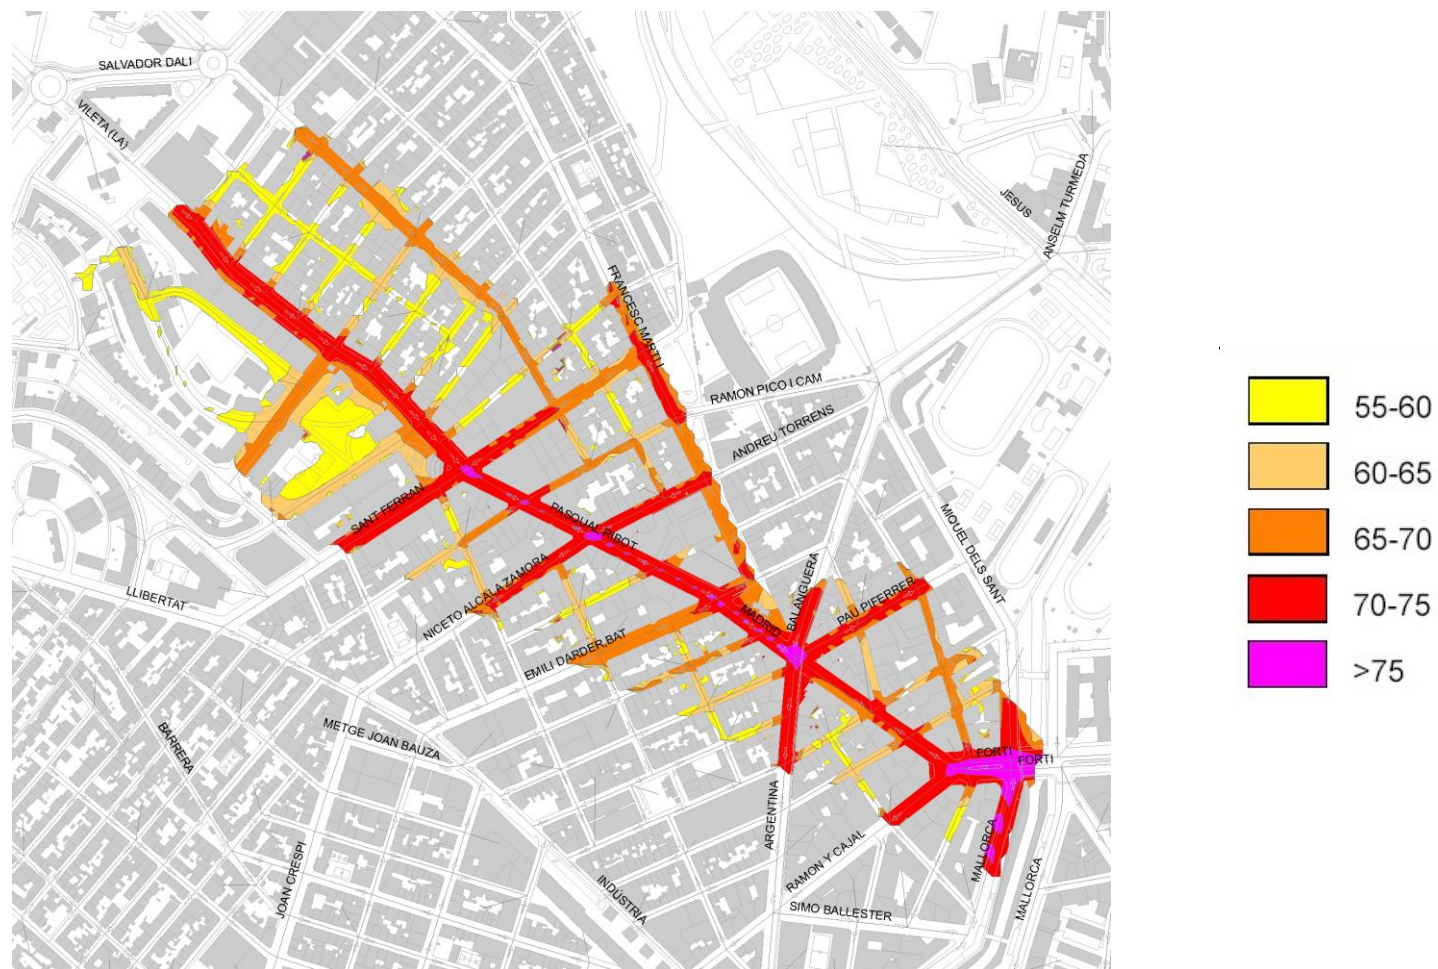 SALVADOR DALI
VILETA (LA)
JESUS
ANSELM TURMEDA
FRANCESC MARTI I
RAMON PICO I CAM
ANDREU TORRENS
MIQUEL DELS SANT
SANT FERRAN
PASQUAL RIBOT
NICETO ALCALA ZAMORA
LLIBERTAT
EMILI DARDER,BAT
MADRID
BALANGUERA
PAU PIFERRER
METGE JOAN BAUZA
BARRERA
FORTI
FORTI
ARGENTINA
RAMON Y CAJAL
MALLORCA
MALLORCA
JOAN CRESPI
INDÚSTRIA
SIMO BALLESTER
55-60
60-65
65-70
70-75
>75